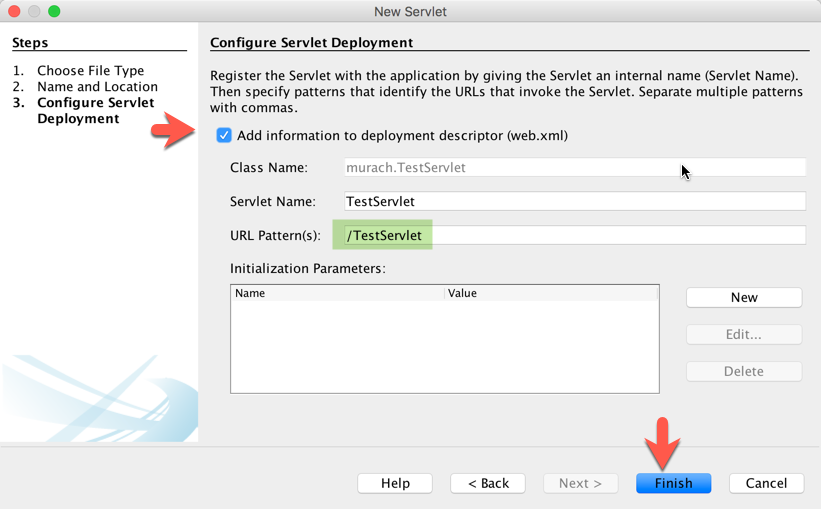 New Servlet
Steps
1. Choose File Type
2. Name and Location
3. Configure Servlet
Deployment
Configure Servlet Deployment
Register the Servlet with the application by giving the Servlet an internal name (Servlet Name).
Then specify patterns that identify the URLs that invoke the Servlet. Separate multiple patterns
with commas.
Add information to deployment descriptor (web.xml)
Class Name: murach.TestServlet
Servlet Name: TestServlet
URL Pattern(s): /TestServlet
Initialization Parameters:
Name Value
New
Edit...
Delete
Help < Back Next > Finish Cancel